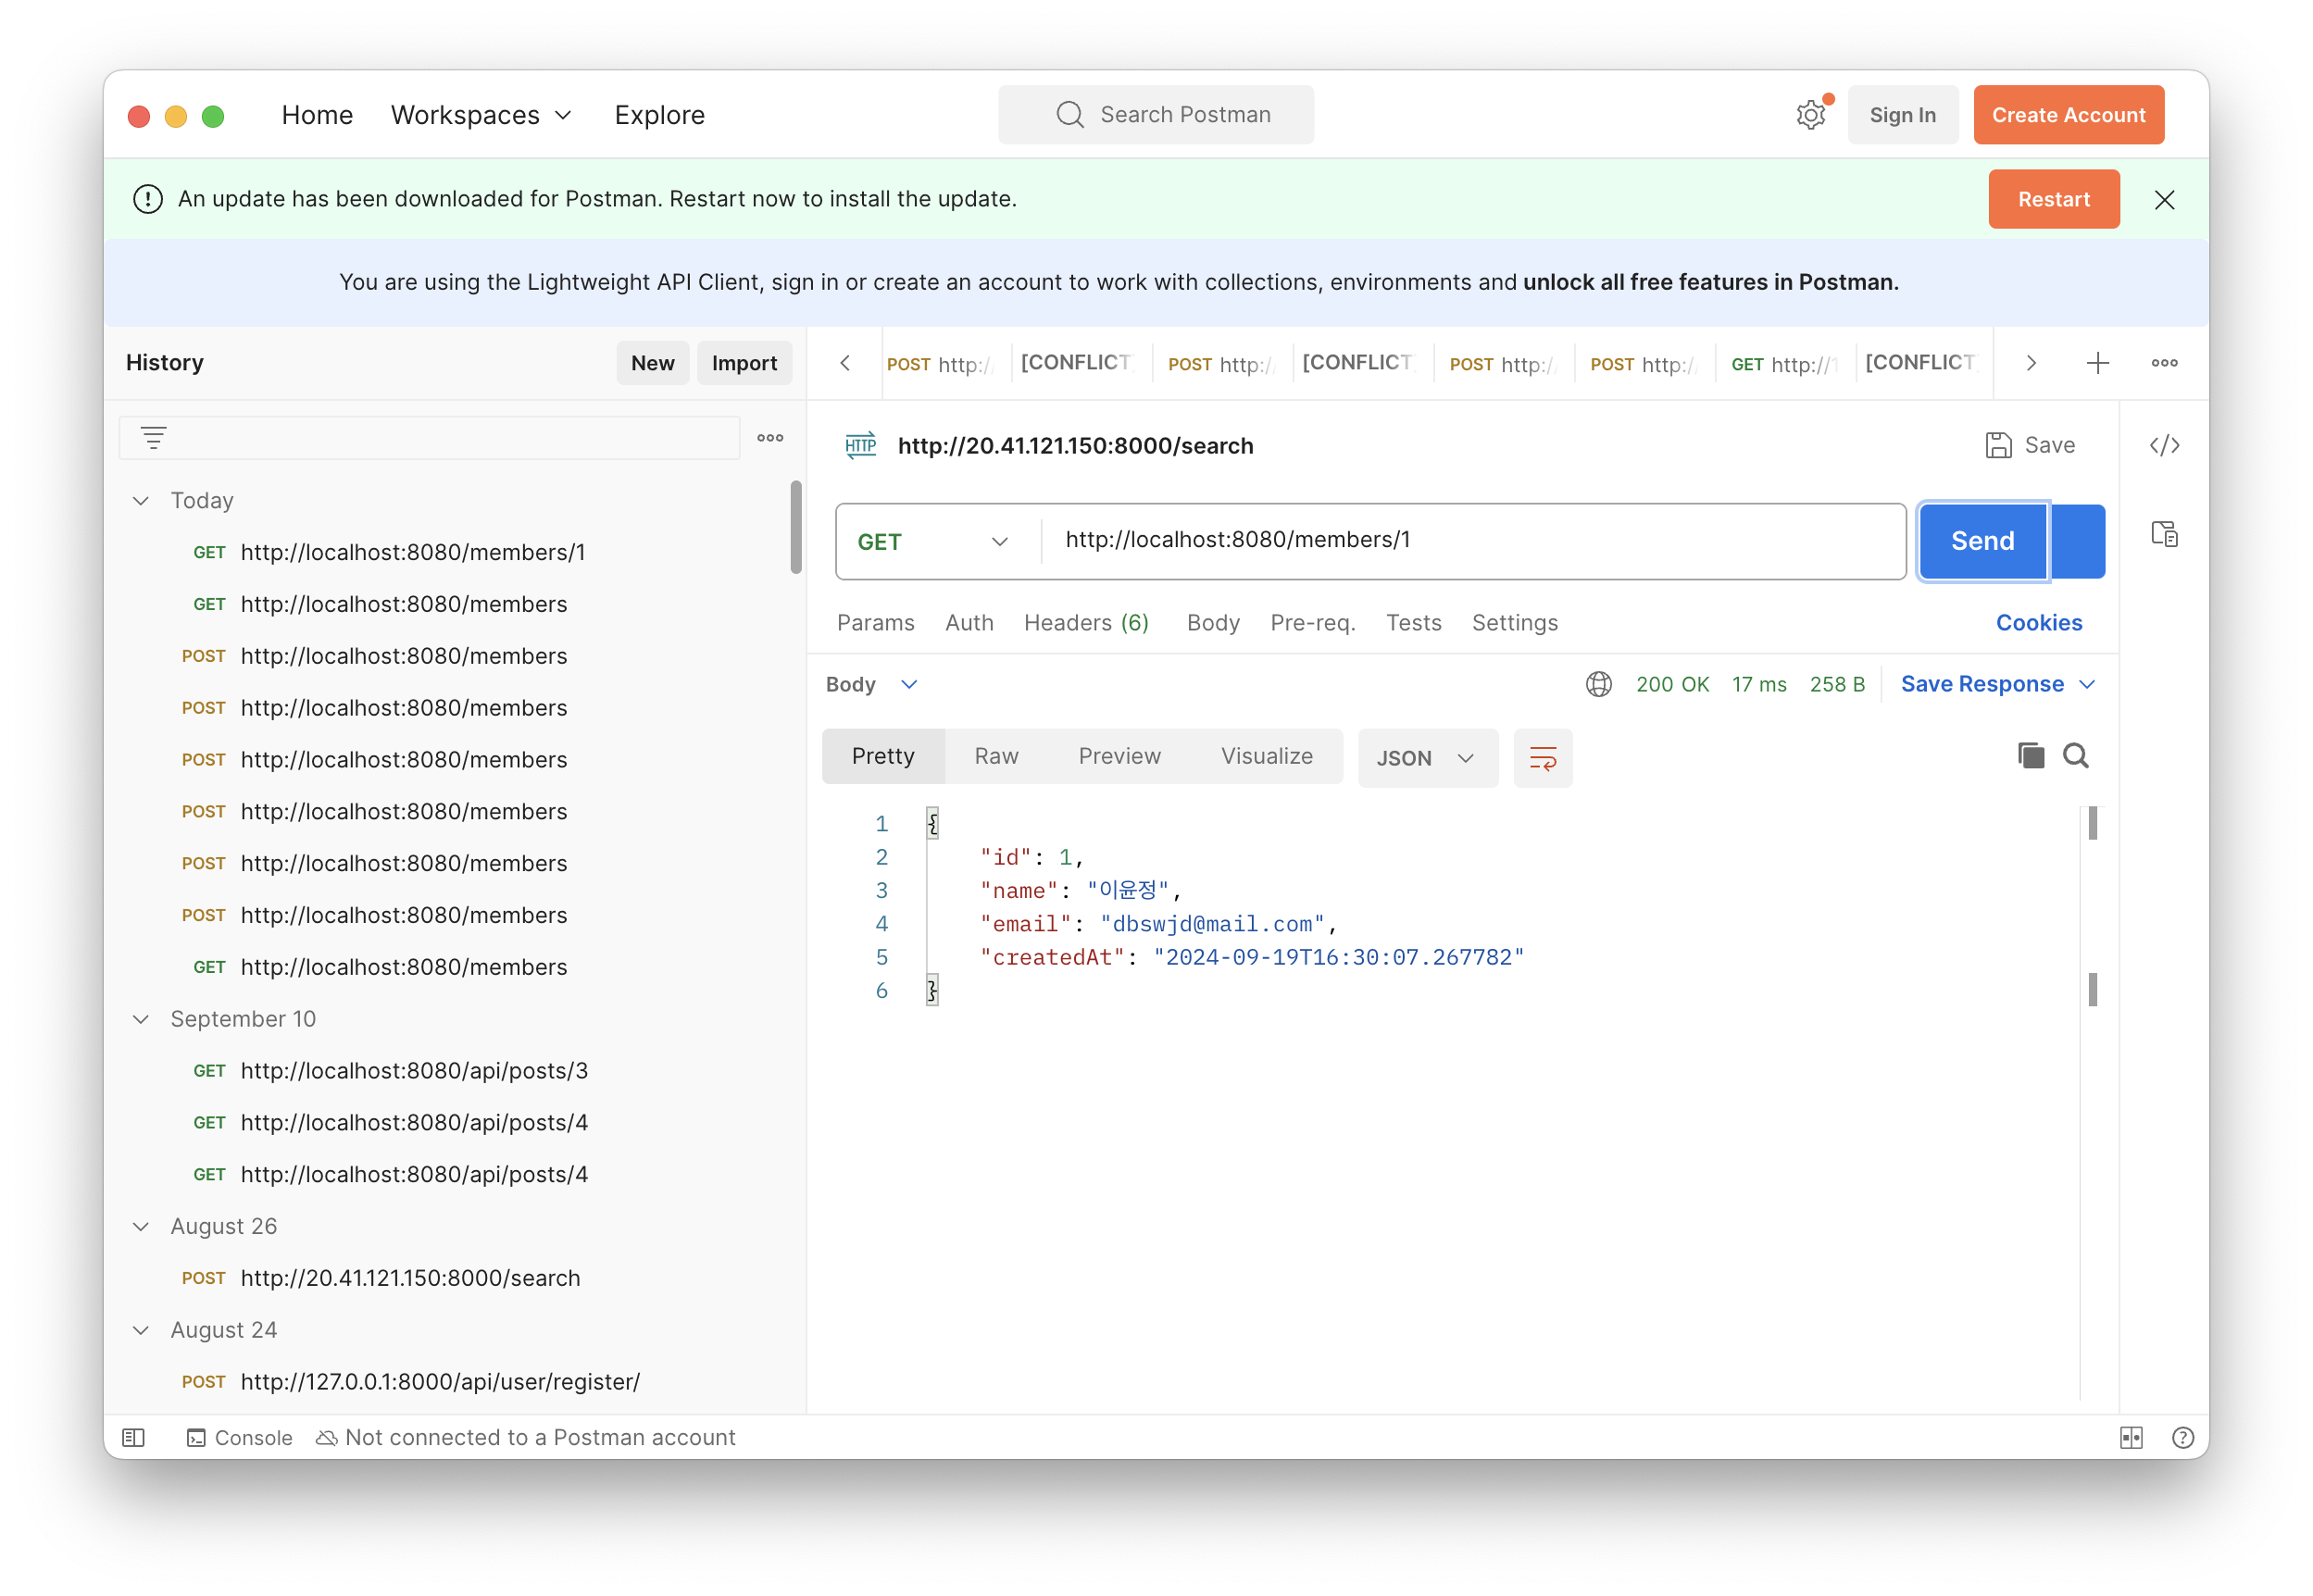 Home Workspaces Explore Search Postman Sign In Create Account
An update has been downloaded for Postman. Restart now to install the update. Restart
You are using the Lightweight API Client, sign in or create an account to work with collections, environments and unlock all free features in Postman.
History New Import
POST http:/ [CONFLICT POST http:/ [CONFLICT POST http:/ POST http:/ GET http://1 [CONFLICT
HTTP http://20.41.121.150:8000/search Save
GET http://localhost:8080/members/1 Send
Params Auth Headers (6) Body Pre-req. Tests Settings Cookies
Body 200 OK 17 ms 258 B Save Response
Pretty Raw Preview Visualize JSON
1 {
2 "id": 1,
3 "name": "이윤정",
4 "email": "dbswjd@mail.com",
5 "createdAt": "2024-09-19T16:30:07.267782"
6 }
Today
GET http://localhost:8080/members/1
GET http://localhost:8080/members
POST http://localhost:8080/members
POST http://localhost:8080/members
POST http://localhost:8080/members
POST http://localhost:8080/members
POST http://localhost:8080/members
POST http://localhost:8080/members
GET http://localhost:8080/members
September 10
GET http://localhost:8080/api/posts/3
GET http://localhost:8080/api/posts/4
GET http://localhost:8080/api/posts/4
August 26
POST http://20.41.121.150:8000/search
August 24
POST http://127.0.0.1:8000/api/user/register/
Console Not connected to a Postman account